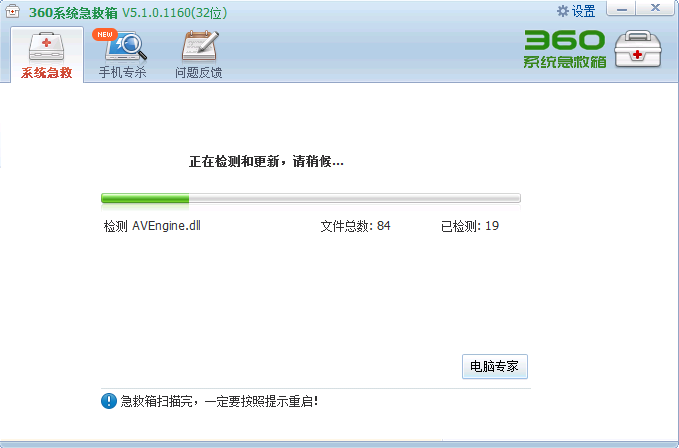 360系统急救箱 V5.1.0.1160(32位)
设置
系统急救
NEW
手机专杀
问题反馈
360
系统急救箱
正在检测和更新，请稍候...
检测 AVEngine.dll
文件总数: 84
已检测: 19
电脑专家
急救箱扫描完，一定要按照提示重启!